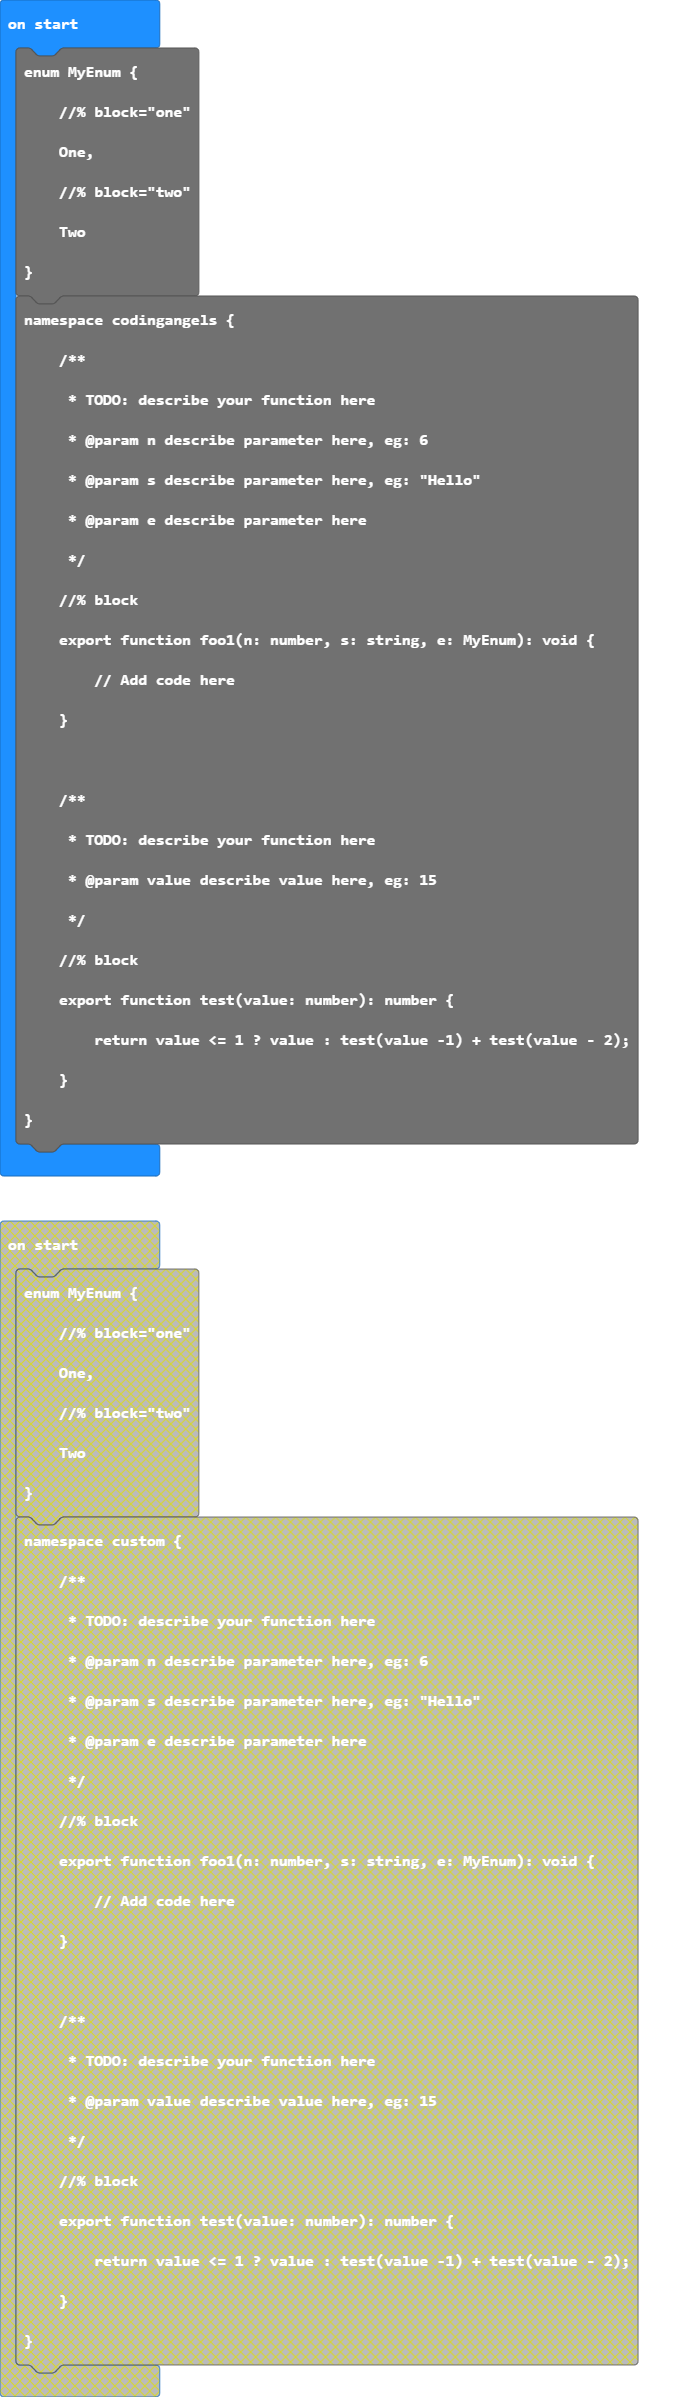 on start
enum MyEnum {
//% block="one"
One,
//% block="two"
Two
}
namespace codingangels {
/**
* TODO: describe your function here
* @param n describe parameter here, eg: 6
* @param s describe parameter here, eg: "Hello"
* @param e describe parameter here
*/
//% block
export function foo1(n: number, s: string, e: MyEnum): void {
// Add code here
}
/**
* TODO: describe your function here
* @param value describe value here, eg: 15
*/
//% block
export function test(value: number): number {
return value <= 1 ? value : test(value -1) + test(value - 2);
}
}
on start
enum MyEnum {
//% block="one"
One,
//% block="two"
Two
}
namespace custom {
/**
* TODO: describe your function here
* @param n describe parameter here, eg: 6
* @param s describe parameter here, eg: "Hello"
* @param e describe parameter here
*/
//% block
export function foo1(n: number, s: string, e: MyEnum): void {
// Add code here
}
/**
* TODO: describe your function here
* @param value describe value here, eg: 15
*/
//% block
export function test(value: number): number {
return value <= 1 ? value : test(value -1) + test(value - 2);
}
}